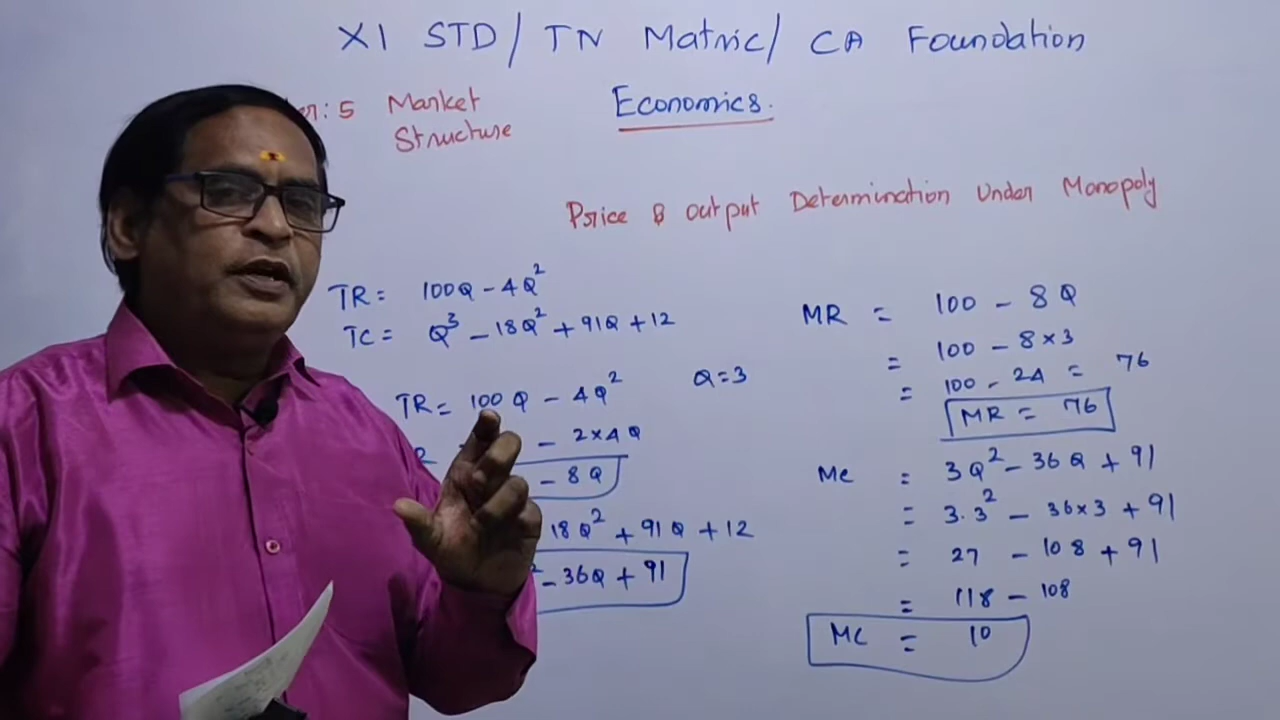 XI STD / TN Matric / CA Foundation
: 5 Market
Structure
Economics.
Price & output Determination Under Monopoly
TR = 100Q - 4Q²
TC = Q³ - 18Q² + 91Q + 12
TR = 100Q - 4Q² Q=3
R - 2×4Q
- 8Q
18Q² + 91Q + 12
- 36Q + 91
MR = 100 - 8Q
= 100 - 8×3
= 100 - 24 = 76
MR = 76
MC = 3Q² - 36Q + 91
= 3.3² - 36×3 + 91
= 27 - 108 + 91
= 118 - 108
MC = 10